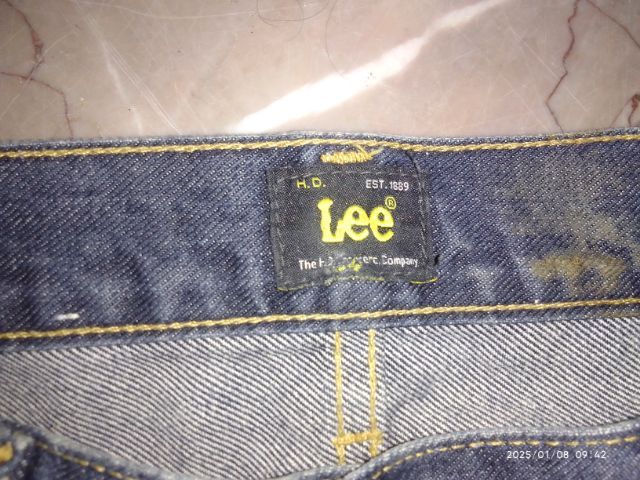 H.D. EST. 1889
Lee®
The H.D. Company
2025/01/08 09:42